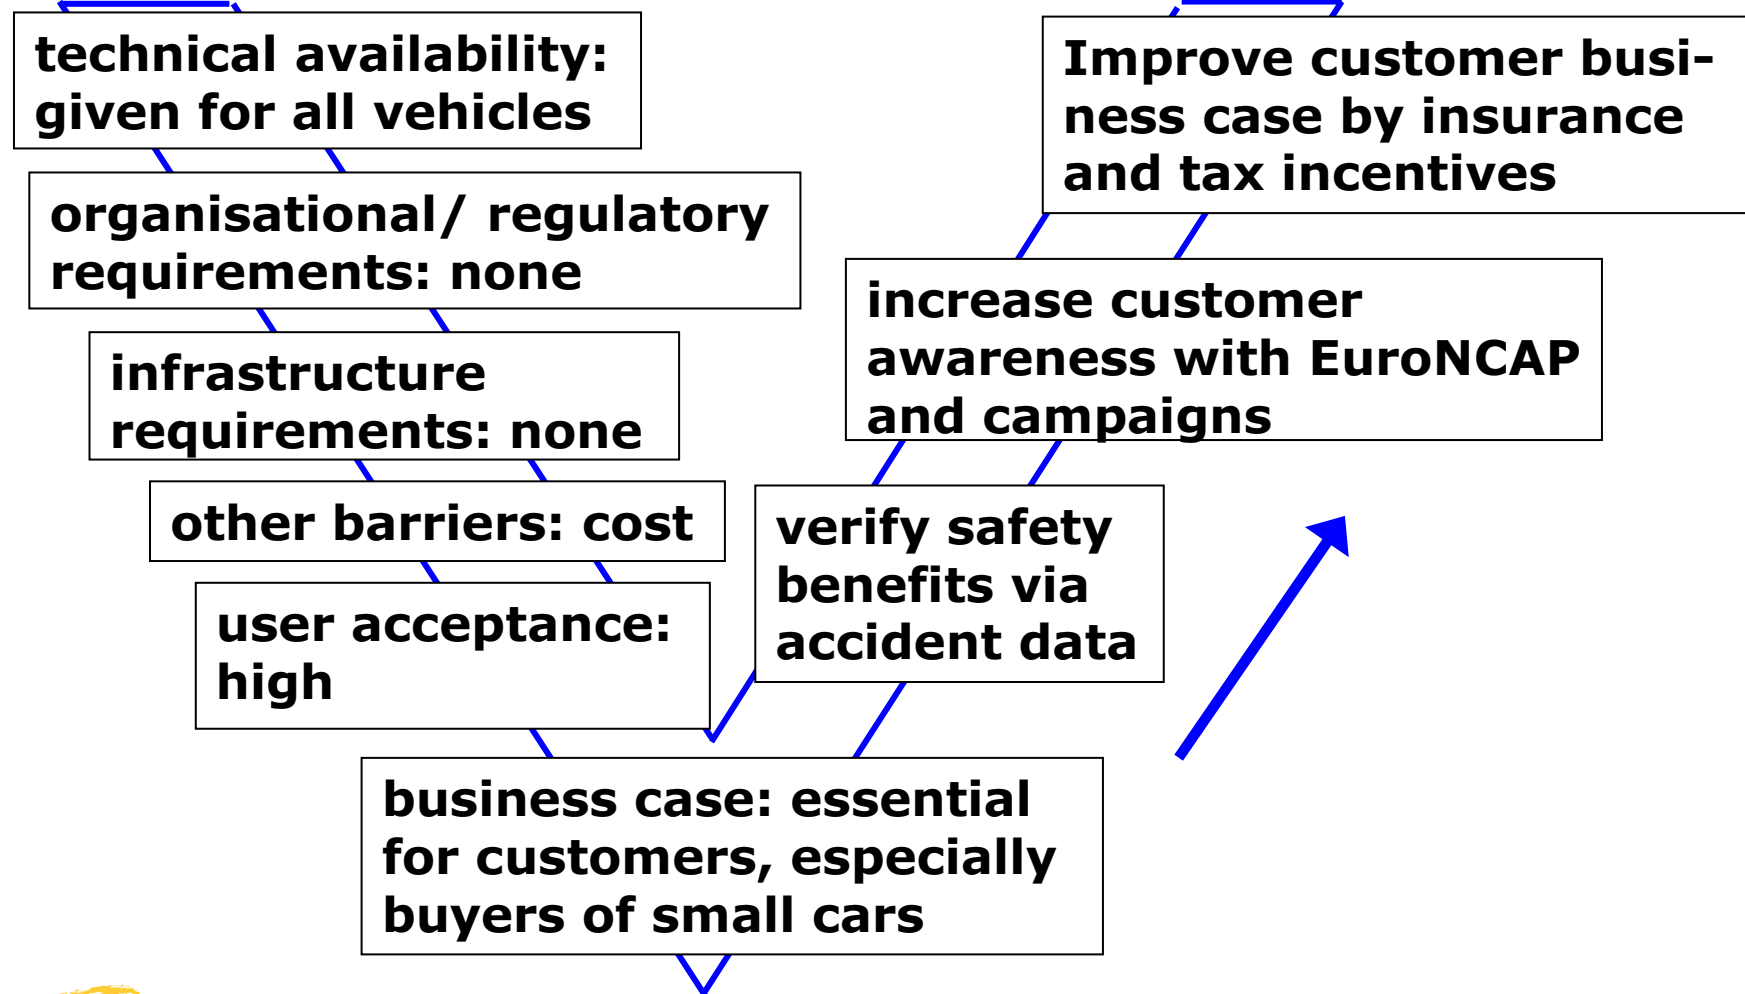 technical availability:
given for all vehicles
organisational/ regulatory
requirements: none
infrastructure
requirements: none
other barriers: cost
user acceptance:
high
business case: essential
for customers, especially
buyers of small cars
verify safety
benefits via
accident data
increase customer
awareness with EuroNCAP
and campaigns
Improve customer busi-
ness case by insurance
and tax incentives